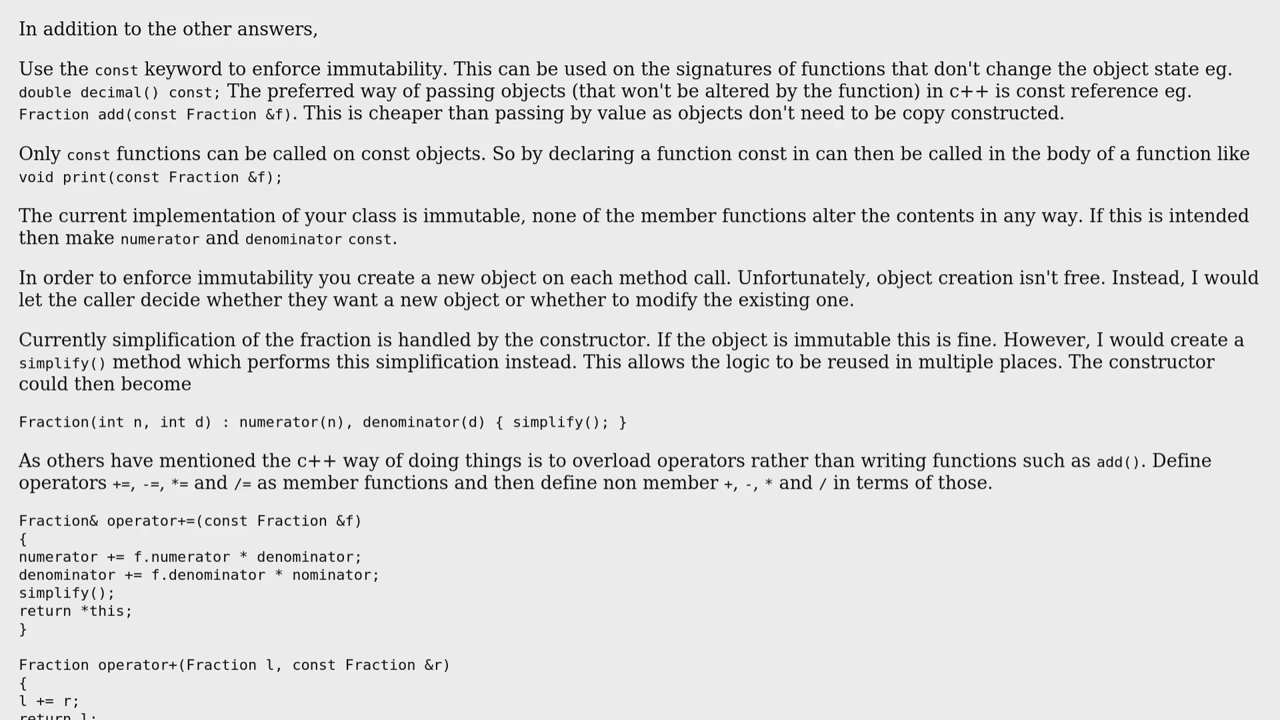 In addition to the other answers,
Use the const keyword to enforce immutability. This can be used on the signatures of functions that don't change the object state eg.
double decimal() const; The preferred way of passing objects (that won't be altered by the function) in c++ is const reference eg.
Fraction add(const Fraction &f). This is cheaper than passing by value as objects don't need to be copy constructed.
Only const functions can be called on const objects. So by declaring a function const in can then be called in the body of a function like
void print(const Fraction &f);
The current implementation of your class is immutable, none of the member functions alter the contents in any way. If this is intended
then make numerator and denominator const.
In order to enforce immutability you create a new object on each method call. Unfortunately, object creation isn't free. Instead, I would
let the caller decide whether they want a new object or whether to modify the existing one.
Currently simplification of the fraction is handled by the constructor. If the object is immutable this is fine. However, I would create a
simplify() method which performs this simplification instead. This allows the logic to be reused in multiple places. The constructor
could then become
Fraction(int n, int d) : numerator(n), denominator(d) { simplify(); }
As others have mentioned the c++ way of doing things is to overload operators rather than writing functions such as add(). Define
operators +=, -=, *= and /= as member functions and then define non member +, -, * and / in terms of those.
Fraction& operator+=(const Fraction &f)
{
numerator += f.numerator * denominator;
denominator += f.denominator * nominator;
simplify();
return *this;
}
Fraction operator+(Fraction l, const Fraction &r)
{
l += r;
return l;